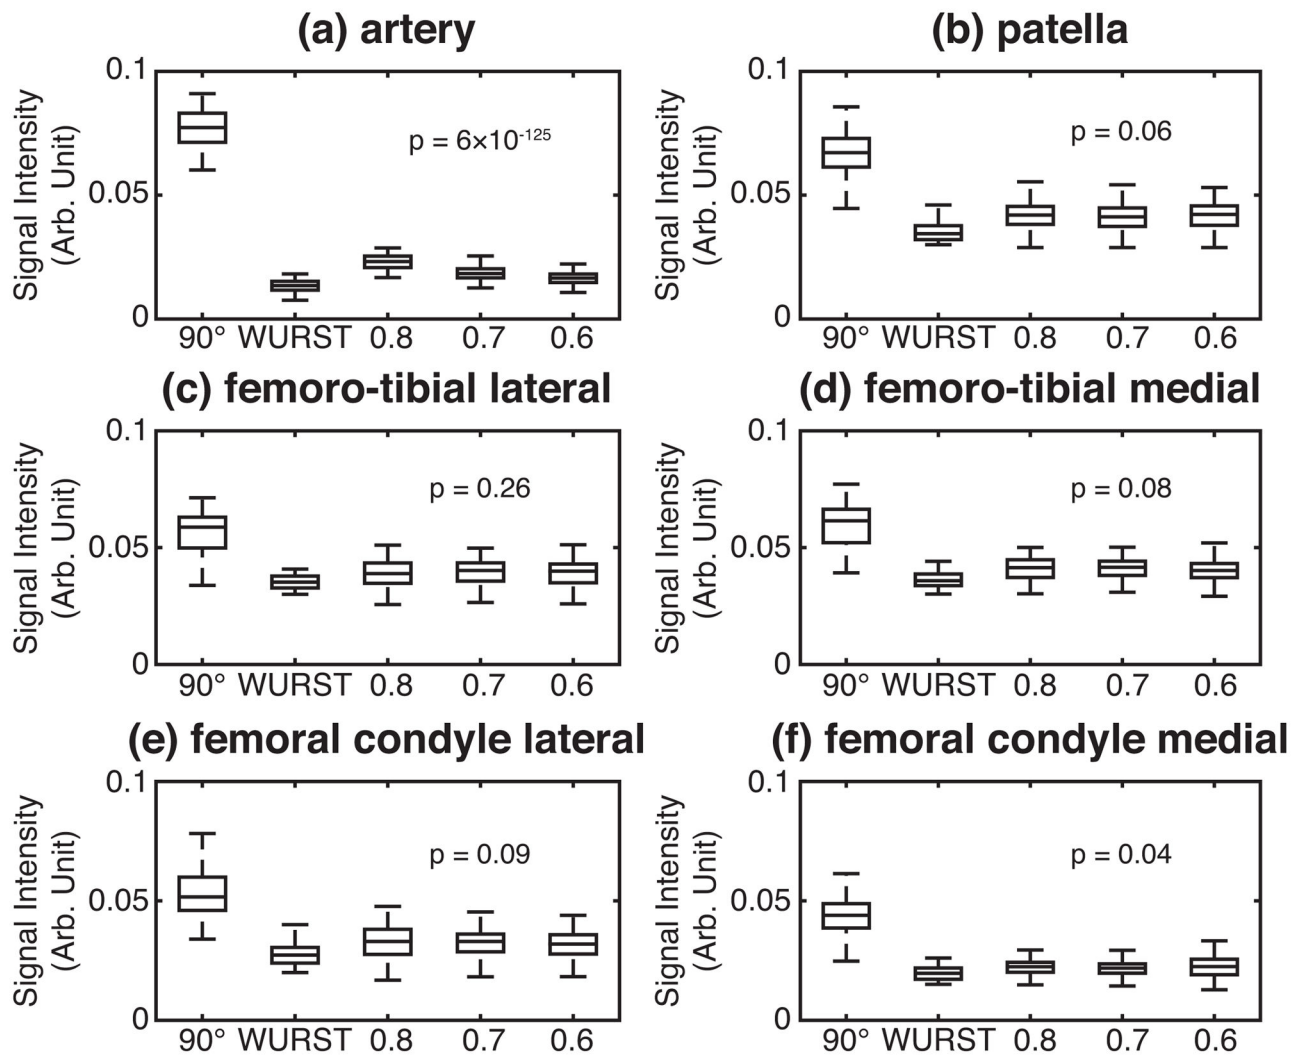 (a) artery
Signal Intensity
(Arb. Unit)
0.1
0.05
0
p = 6×10-125
90° WURST 0.8 0.7 0.6
(b) patella
Signal Intensity
(Arb. Unit)
0.1
0.05
0
p = 0.06
90° WURST 0.8 0.7 0.6
(c) femoro-tibial lateral
Signal Intensity
(Arb. Unit)
0.1
0.05
0
p = 0.26
90° WURST 0.8 0.7 0.6
(d) femoro-tibial medial
Signal Intensity
(Arb. Unit)
0.1
0.05
0
p = 0.08
90° WURST 0.8 0.7 0.6
(e) femoral condyle lateral
Signal Intensity
(Arb. Unit)
0.1
0.05
0
p = 0.09
90° WURST 0.8 0.7 0.6
(f) femoral condyle medial
Signal Intensity
(Arb. Unit)
0.1
0.05
0
p = 0.04
90° WURST 0.8 0.7 0.6